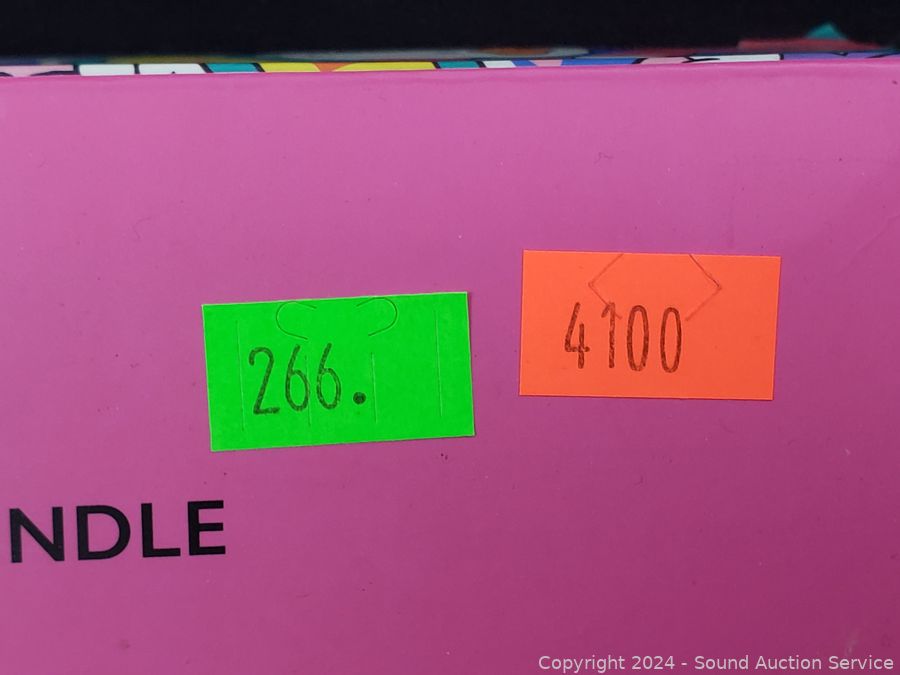 266.
4100
NDLE
Copyright 2024 - Sound Auction Service